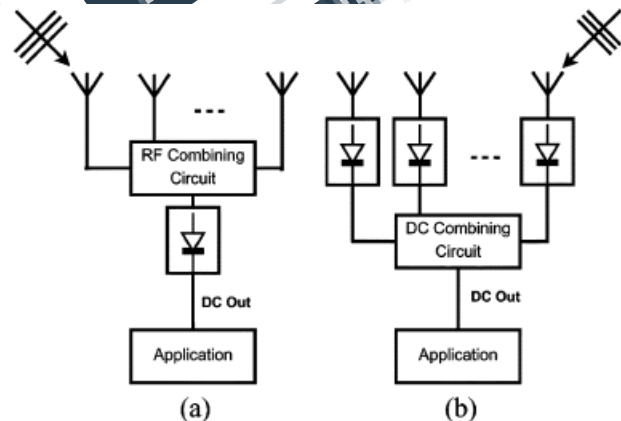 RF Combining
Circuit
DC Out
Application
(a)
DC Combining
Circuit
DC Out
Application
(b)